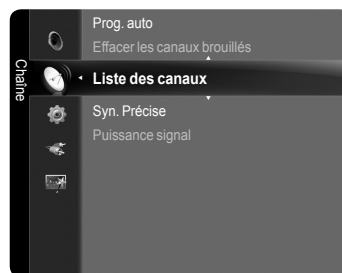 Chaîne
Prog. auto
Effacer les canaux brouillés
Liste des canaux
Syn. Précise
Puissance signal